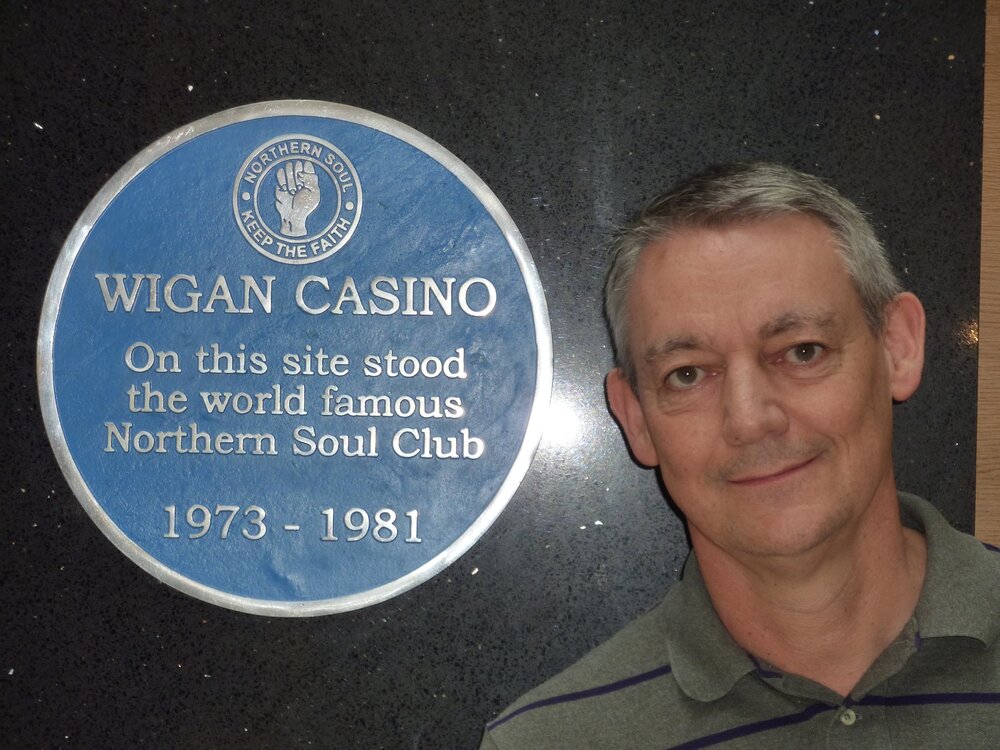 NORTHERN SOUL
KEEP THE FAITH
WIGAN CASINO
On this site stood
the world famous
Northern Soul Club
1973 - 1981